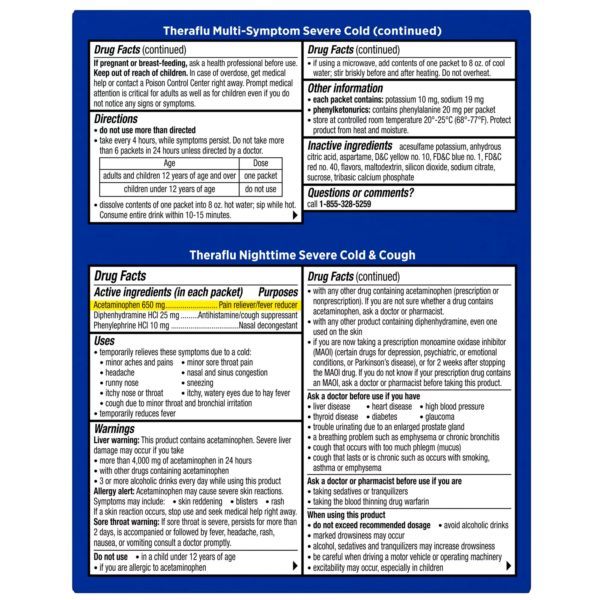 Theraflu Multi-Symptom Severe Cold (continued)
Drug Facts (continued)
If pregnant or breast-feeding, ask a health professional before use.
Keep out of reach of children. In case of overdose, get medical
help or contact a Poison Control Center right away. Prompt medical
attention is critical for adults as well as for children even if you do
not notice any signs or symptoms.
Directions
• do not use more than directed
• take every 4 hours, while symptoms persist. Do not take more
than 6 packets in 24 hours unless directed by a doctor.
Age Dose
adults and children 12 years of age and over one packet
children under 12 years of age do not use
• dissolve contents of one packet into 8 oz. hot water; sip while hot.
Consume entire drink within 10-15 minutes.
Drug Facts (continued)
• if using a microwave, add contents of one packet to 8 oz. of cool
water; stir briskly before and after heating. Do not overheat.
Other information
• each packet contains: potassium 10 mg, sodium 19 mg
• phenylketonurics: contains phenylalanine 20 mg per packet
• store at controlled room temperature 20°-25°C (68°-77°F). Protect
product from heat and moisture.
Inactive ingredients acesulfame potassium, anhydrous
citric acid, aspartame, D&C yellow no. 10, FD&C blue no. 1, FD&C
red no. 40, flavors, maltodextrin, silicon dioxide, sodium citrate,
sucrose, tribasic calcium phosphate
Questions or comments?
call 1-855-328-5259
Theraflu Nighttime Severe Cold & Cough
Drug Facts
Active ingredients (in each packet) Purposes
Acetaminophen 650 mg..........................Pain reliever/fever reducer
Diphenhydramine HCl 25 mg .......Antihistamine/cough suppressant
Phenylephrine HCl 10 mg ..............................Nasal decongestant
Uses
• temporarily relieves these symptoms due to a cold:
• minor aches and pains • minor sore throat pain
• headache • nasal and sinus congestion
• runny nose • sneezing
• itchy nose or throat • itchy, watery eyes due to hay fever
• cough due to minor throat and bronchial irritation
• temporarily reduces fever
Warnings
Liver warning: This product contains acetaminophen. Severe liver
damage may occur if you take
• more than 4,000 mg of acetaminophen in 24 hours
• with other drugs containing acetaminophen
• 3 or more alcoholic drinks every day while using this product
Allergy alert: Acetaminophen may cause severe skin reactions.
Symptoms may include: • skin reddening • blisters • rash
If a skin reaction occurs, stop use and seek medical help right away.
Sore throat warning: If sore throat is severe, persists for more than
2 days, is accompanied or followed by fever, headache, rash,
nausea, or vomiting consult a doctor promptly.
Do not use • in a child under 12 years of age
• if you are allergic to acetaminophen
Drug Facts (continued)
• with any other drug containing acetaminophen (prescription or
nonprescription). If you are not sure whether a drug contains
acetaminophen, ask a doctor or pharmacist.
• with any other product containing diphenhydramine, even one
used on the skin
• if you are now taking a prescription monoamine oxidase inhibitor
(MAOI) (certain drugs for depression, psychiatric, or emotional
conditions, or Parkinson's disease), or for 2 weeks after stopping
the MAOI drug. If you do not know if your prescription drug contains
an MAOI, ask a doctor or pharmacist before taking this product.
Ask a doctor before use if you have
• liver disease • heart disease • high blood pressure
• thyroid disease • diabetes • glaucoma
• trouble urinating due to an enlarged prostate gland
• a breathing problem such as emphysema or chronic bronchitis
• cough that occurs with too much phlegm (mucus)
• cough that lasts or is chronic such as occurs with smoking,
asthma or emphysema
Ask a doctor or pharmacist before use if you are
• taking sedatives or tranquilizers
• taking the blood thinning drug warfarin
When using this product
• do not exceed recommended dosage • avoid alcoholic drinks
• marked drowsiness may occur
• alcohol, sedatives and tranquilizers may increase drowsiness
• be careful when driving a motor vehicle or operating machinery
• excitability may occur, especially in children